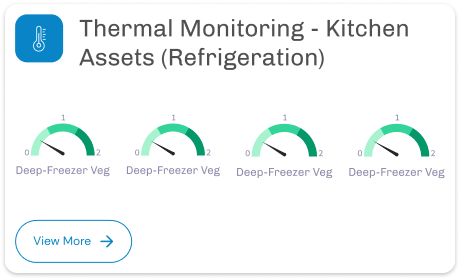 Thermal Monitoring - Kitchen
Assets (Refrigeration)
1 1 1 1
0 2 0 2 0 2 0 2
Deep-Freezer Veg Deep-Freezer Veg Deep-Freezer Veg Deep-Freezer Veg
View More